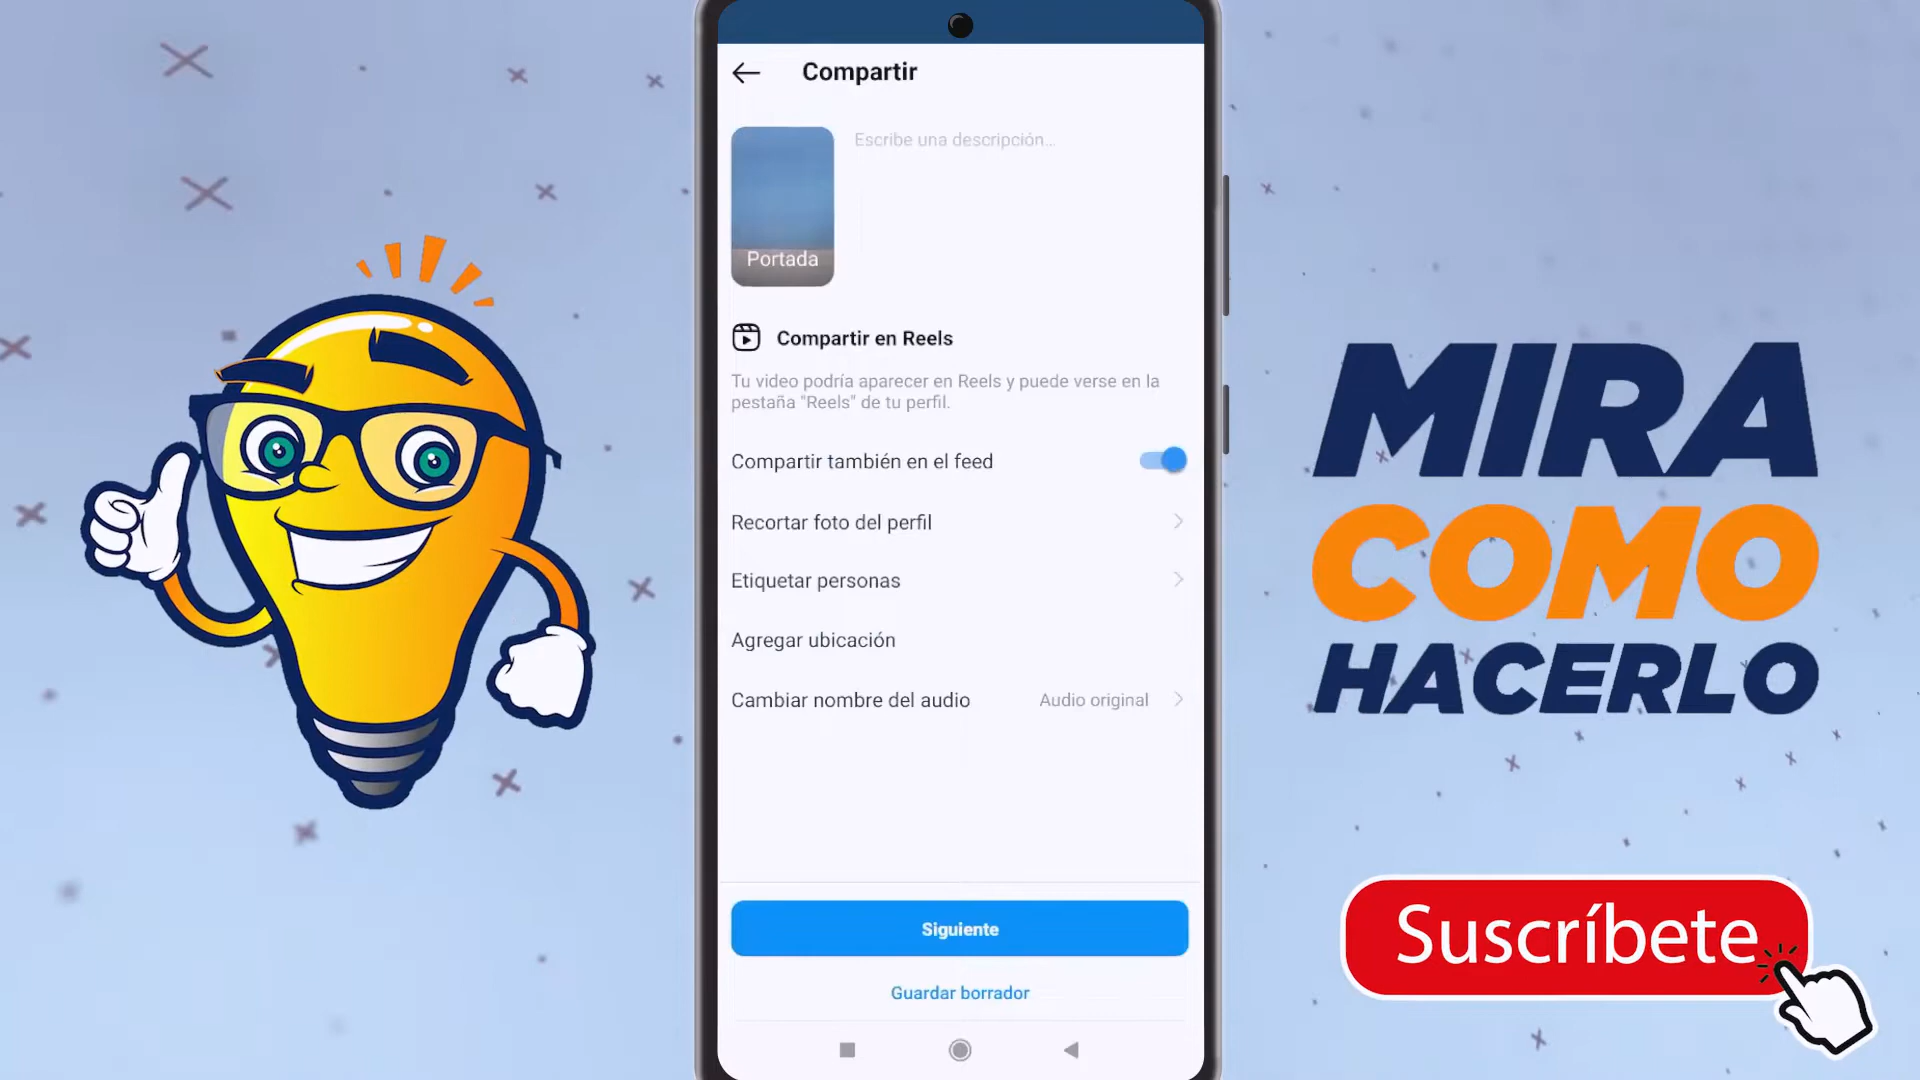 Compartir
Escribe una descripción...
Portada
Compartir en Reels
Tu video podría aparecer en Reels y puede verse en la
pestaña "Reels" de tu perfil.
Compartir también en el feed
Recortar foto del perfil
Etiquetar personas
Agregar ubicación
Cambiar nombre del audio Audio original
Siguiente
Guardar borrador
MIRA
COMO
HACERLO
Suscríbete